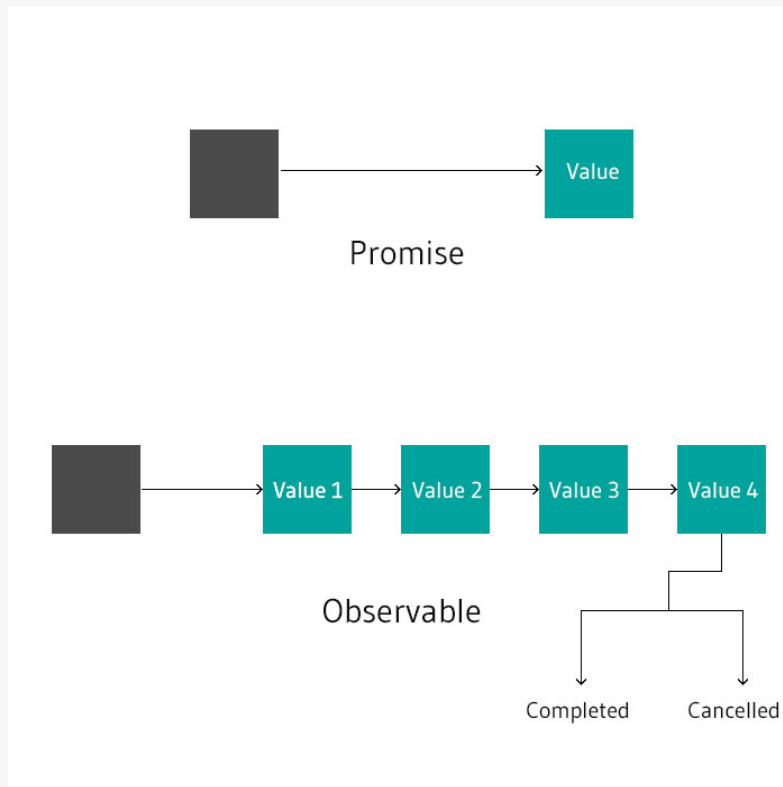 Value
Promise
Value 1
Value 2
Value 3
Value 4
Observable
Completed
Cancelled